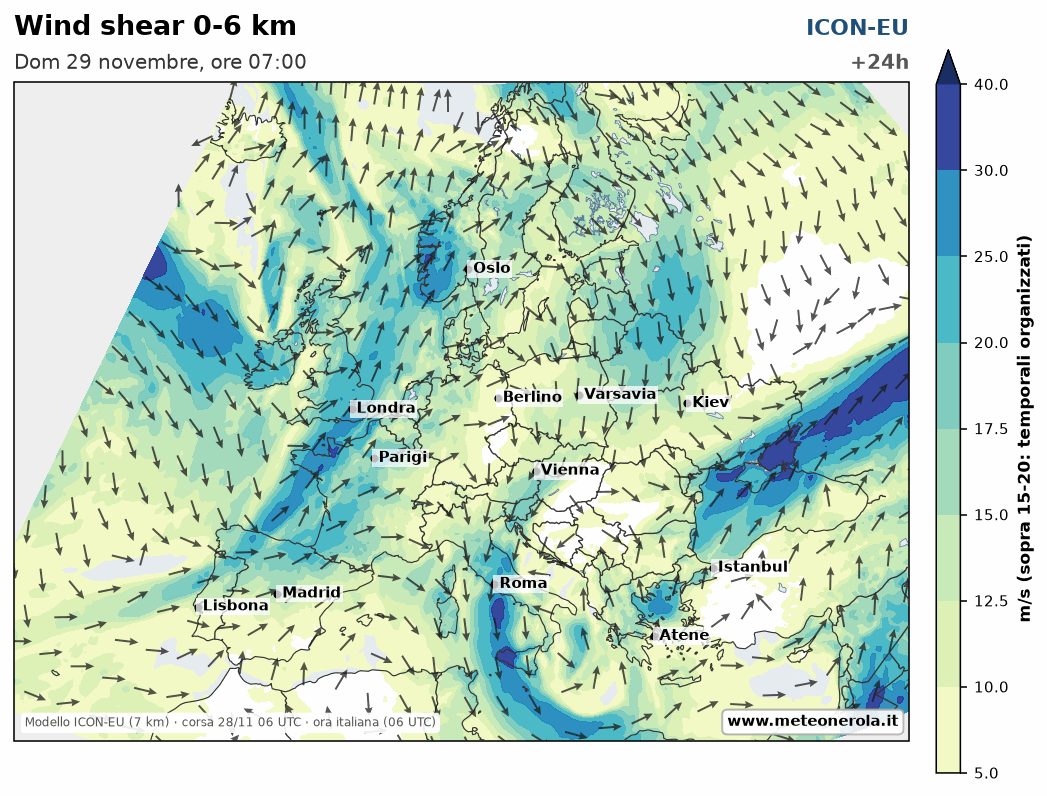 Wind shear 0-6 km
ICON-EU
Dom 29 novembre, ore 07:00
+24h
40.0
30.0
25.0
20.0
17.5
15.0
12.5
10.0
5.0
m/s (sopra 15-20: temporali organizzati)
Oslo
Berlino
Varsavia
Kiev
Londra
Parigi
Vienna
Istanbul
Roma
Madrid
Lisbona
Atene
Modello ICON-EU (7 km) · corsa 28/11 06 UTC · ora italiana (06 UTC)
www.meteonerola.it